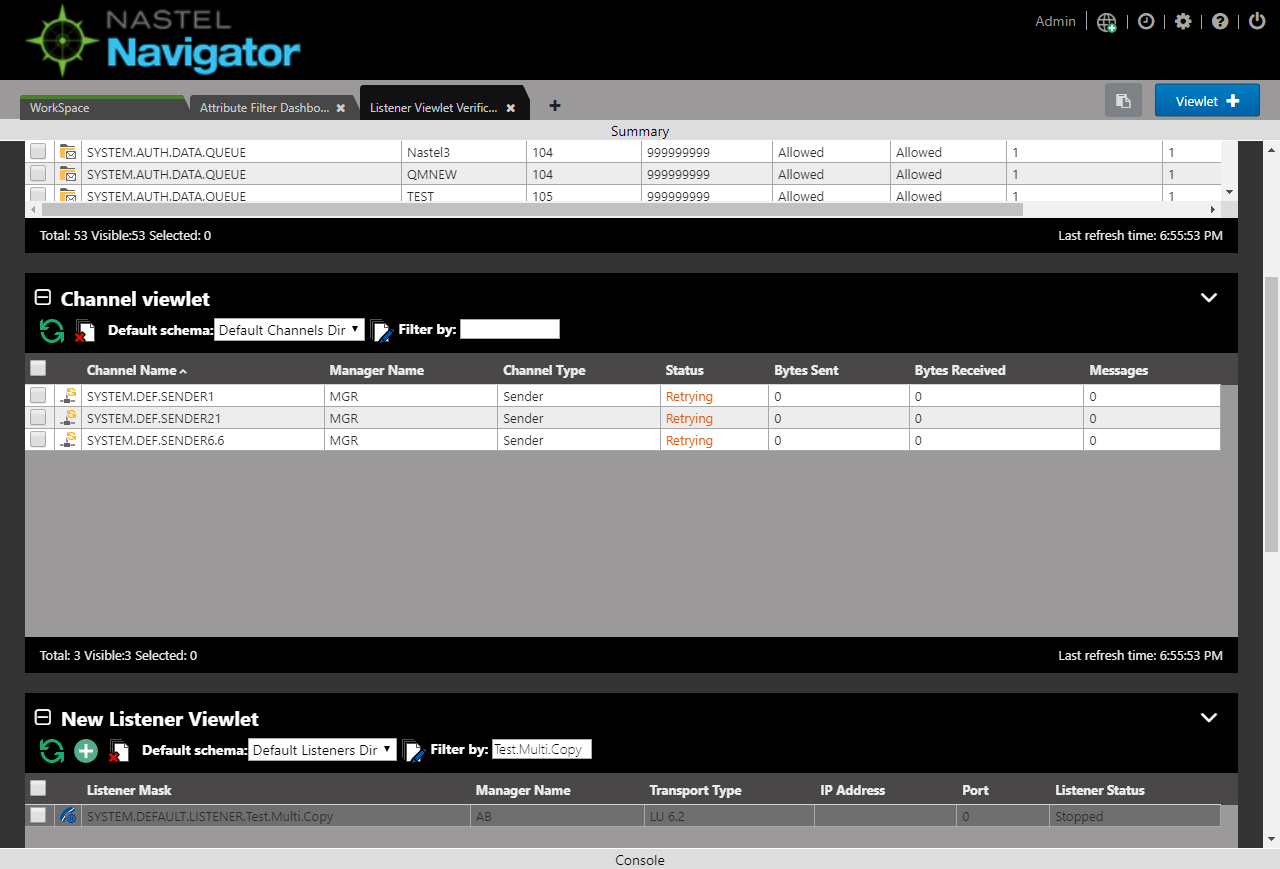 NASTEL
Navigator
Admin
WorkSpace
Attribute Filter Dashbo...
Listener Viewlet Verific...
Viewlet
Summary
SYSTEM.AUTH.DATA.QUEUE Nastel3 104 999999999 Allowed Allowed 1 1
SYSTEM.AUTH.DATA.QUEUE QMNEW 104 999999999 Allowed Allowed 1 1
SYSTEM.AUTH.DATA.QUEUE TEST 105 999999999 Allowed Allowed 1 1
Total: 53 Visible:53 Selected: 0 Last refresh time: 6:55:53 PM
Channel viewlet
Default schema: Default Channels Dir Filter by:
Channel Name Manager Name Channel Type Status Bytes Sent Bytes Received Messages
SYSTEM.DEF.SENDER1 MGR Sender Retrying 0 0 0
SYSTEM.DEF.SENDER21 MGR Sender Retrying 0 0 0
SYSTEM.DEF.SENDER6.6 MGR Sender Retrying 0 0 0
Total: 3 Visible:3 Selected: 0 Last refresh time: 6:55:53 PM
New Listener Viewlet
Default schema: Default Listeners Dir Filter by: Test.Multi.Copy
Listener Mask Manager Name Transport Type IP Address Port Listener Status
SYSTEM.DEFAULT.LISTENER.Test.Multi.Copy AB LU 6.2 0 Stopped
Console